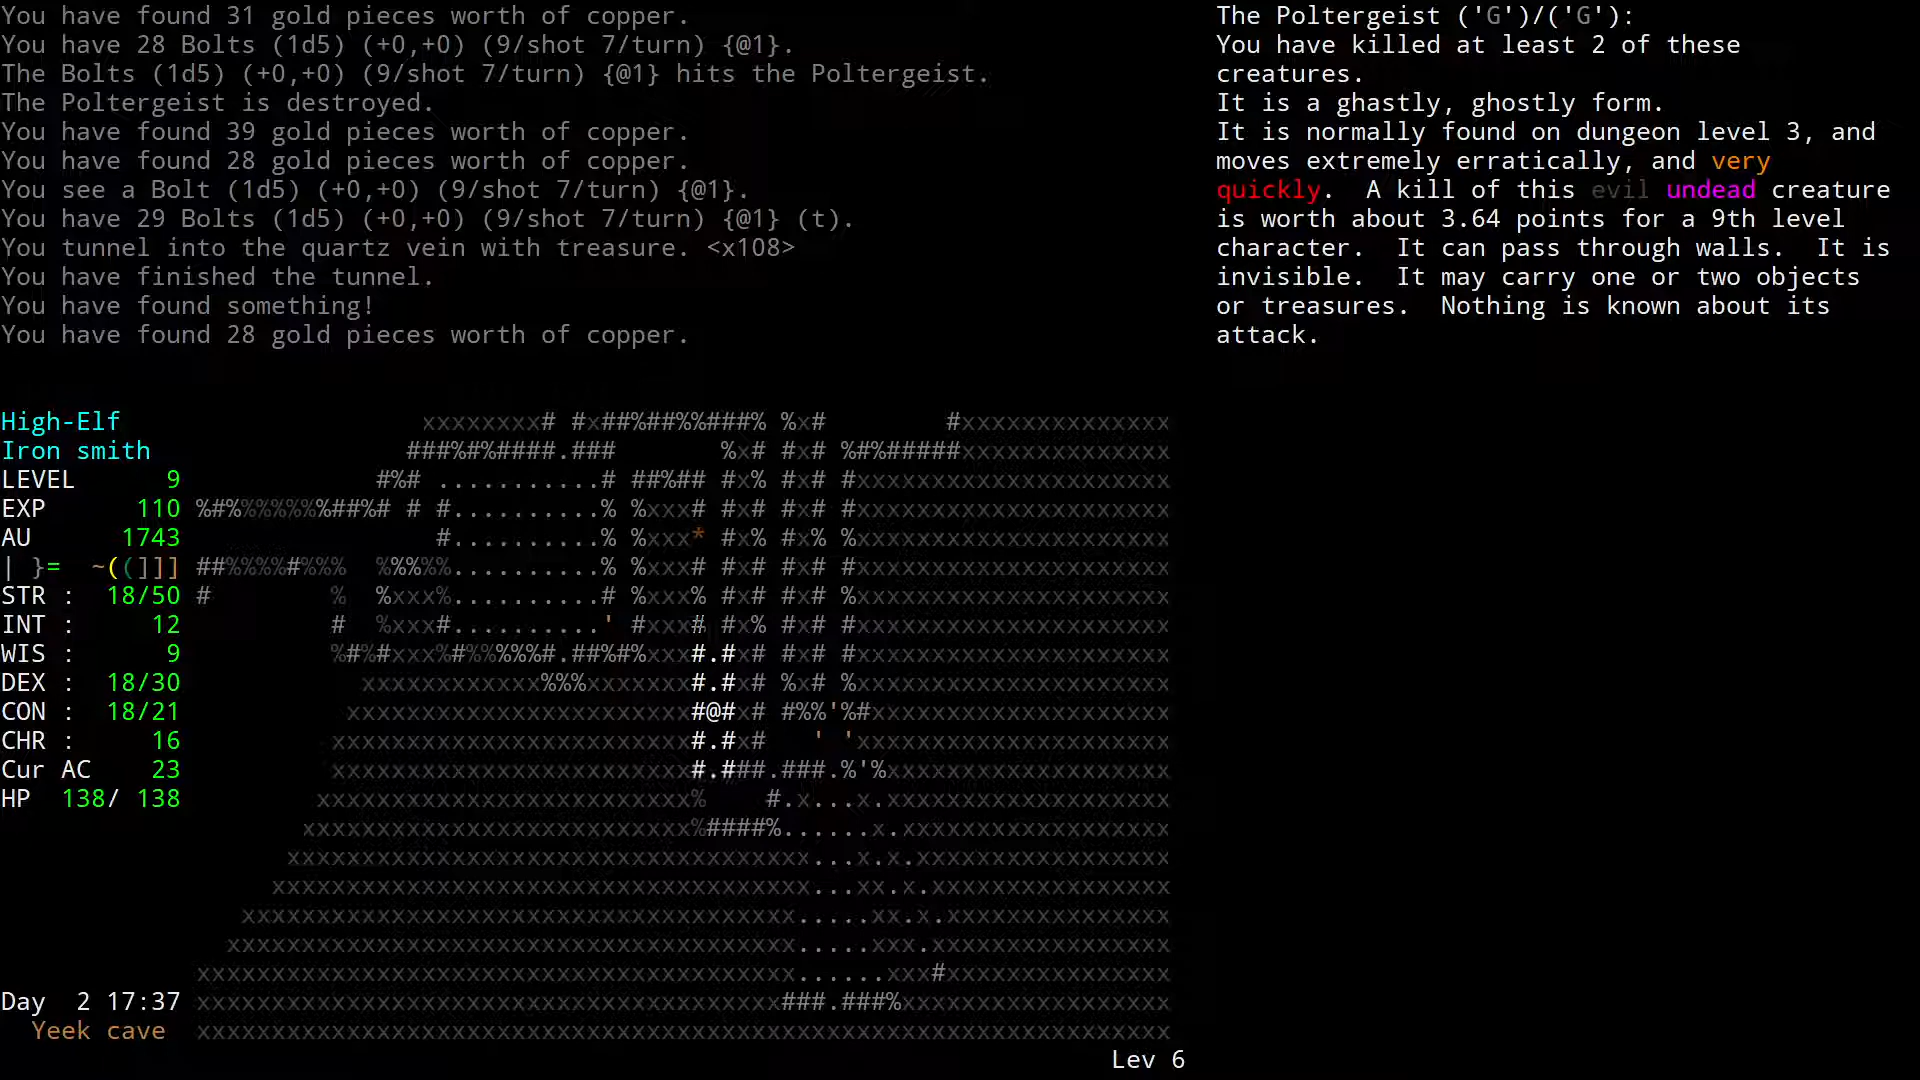 You have found 31 gold pieces worth of copper.
You have 28 Bolts (1d5) (+0,+0) (9/shot 7/turn) {@1}.
The Bolts (1d5) (+0,+0) (9/shot 7/turn) {@1} hits the Poltergeist.
The Poltergeist is destroyed.
You have found 39 gold pieces worth of copper.
You have found 28 gold pieces worth of copper.
You see a Bolt (1d5) (+0,+0) (9/shot 7/turn) {@1}.
You have 29 Bolts (1d5) (+0,+0) (9/shot 7/turn) {@1} (t).
You tunnel into the quartz vein with treasure. <x108>
You have finished the tunnel.
You have found something!
You have found 28 gold pieces worth of copper.
The Poltergeist ('G')/('G'):
You have killed at least 2 of these
creatures.
It is a ghastly, ghostly form.
It is normally found on dungeon level 3, and
moves extremely erratically, and very
quickly. A kill of this evil undead creature
is worth about 3.64 points for a 9th level
character. It can pass through walls. It is
invisible. It may carry one or two objects
or treasures. Nothing is known about its
attack.
High-Elf
Iron smith
LEVEL 9
EXP 110
AU 1743
| }= ~((]]]
STR : 18/50
INT : 12
WIS : 9
DEX : 18/30
CON : 18/21
CHR : 16
Cur AC 23
HP 138/ 138
Day 2 17:37
Yeek cave
Lev 6